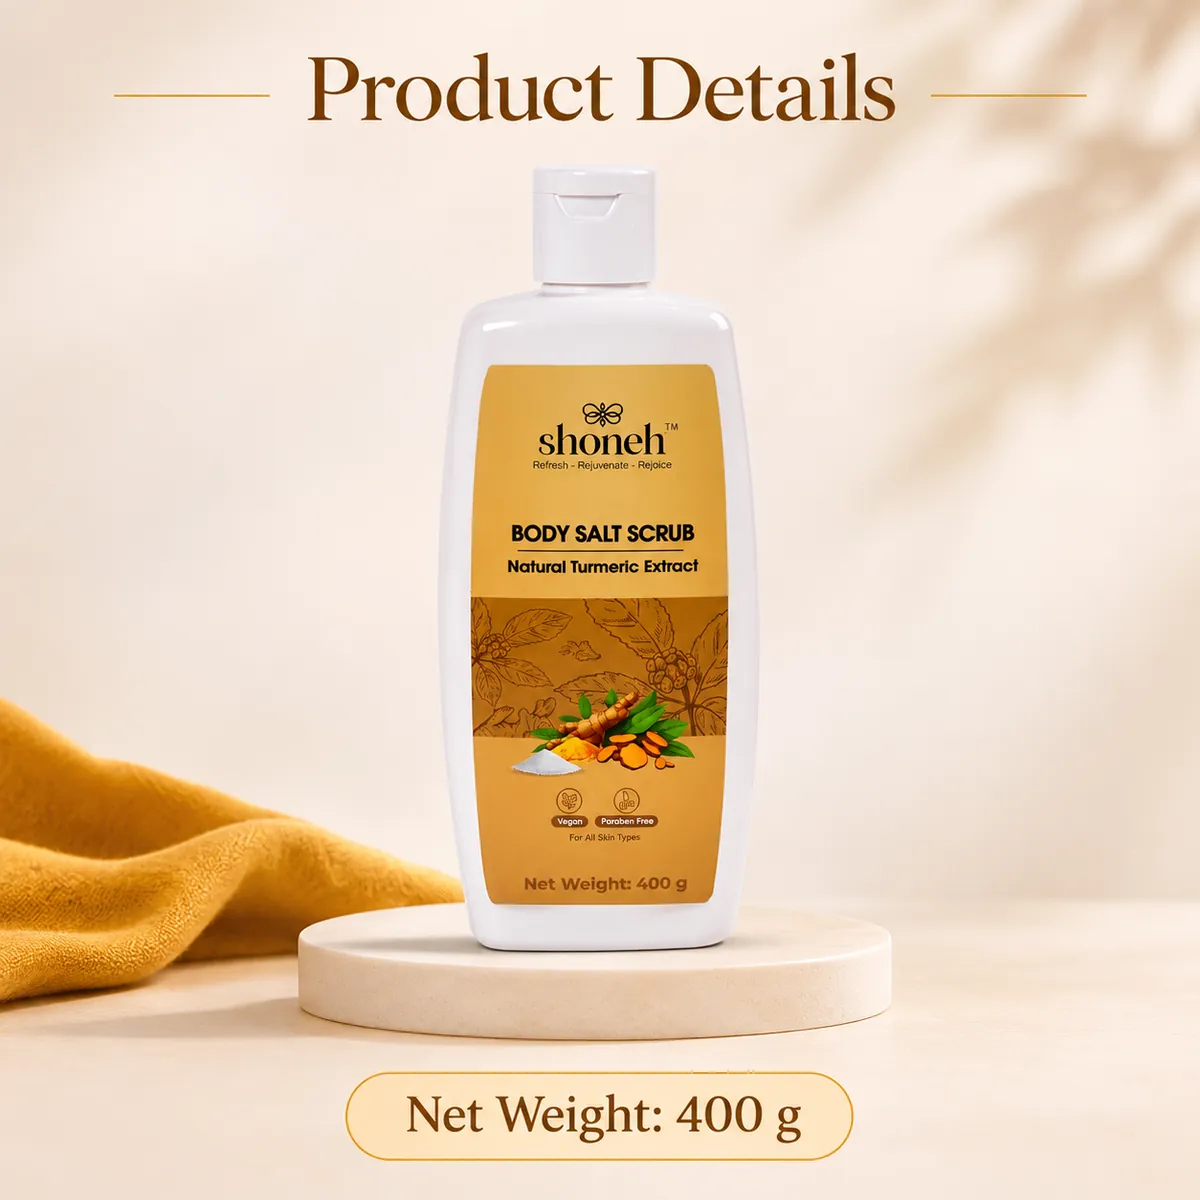 Product Details
shoneh™
Refresh - Rejuvenate - Rejoice
BODY SALT SCRUB
Natural Turmeric Extract
Vegan
Paraben Free
For All Skin Types
Net Weight: 400 g
Net Weight: 400 g